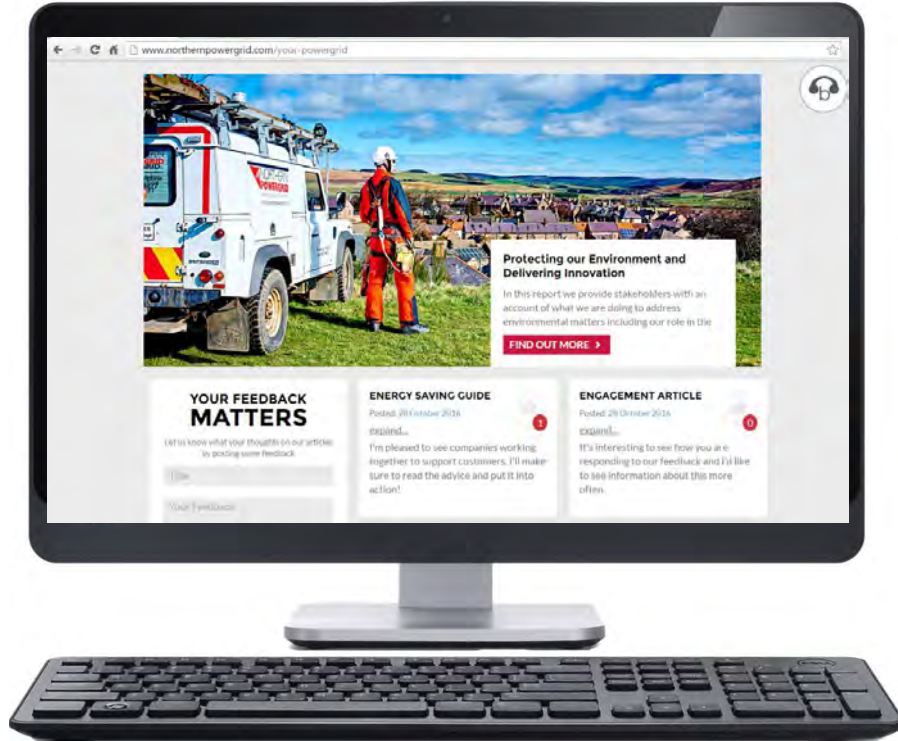 www.northernpowergrid.com/your-powergrid
b
NORTHERN
POWERGRID
Protecting our Environment and
Delivering Innovation
In this report we provide stakeholders with an
account of what we are doing to address
environmental matters including our role in the
FIND OUT MORE >
YOUR FEEDBACK
MATTERS
Let us know what your thoughts on our articles
by posting some feedback
Title
Your Feedback
ENERGY SAVING GUIDE
Posted: 28 October 2016
1
expand...
I'm pleased to see companies working
together to support customers. I'll make
sure to read the advice and put it into
action!
ENGAGEMENT ARTICLE
Posted: 28 October 2016
0
expand...
It's interesting to see how you are
responding to our feedback and I'd like
to see information about this more
often.